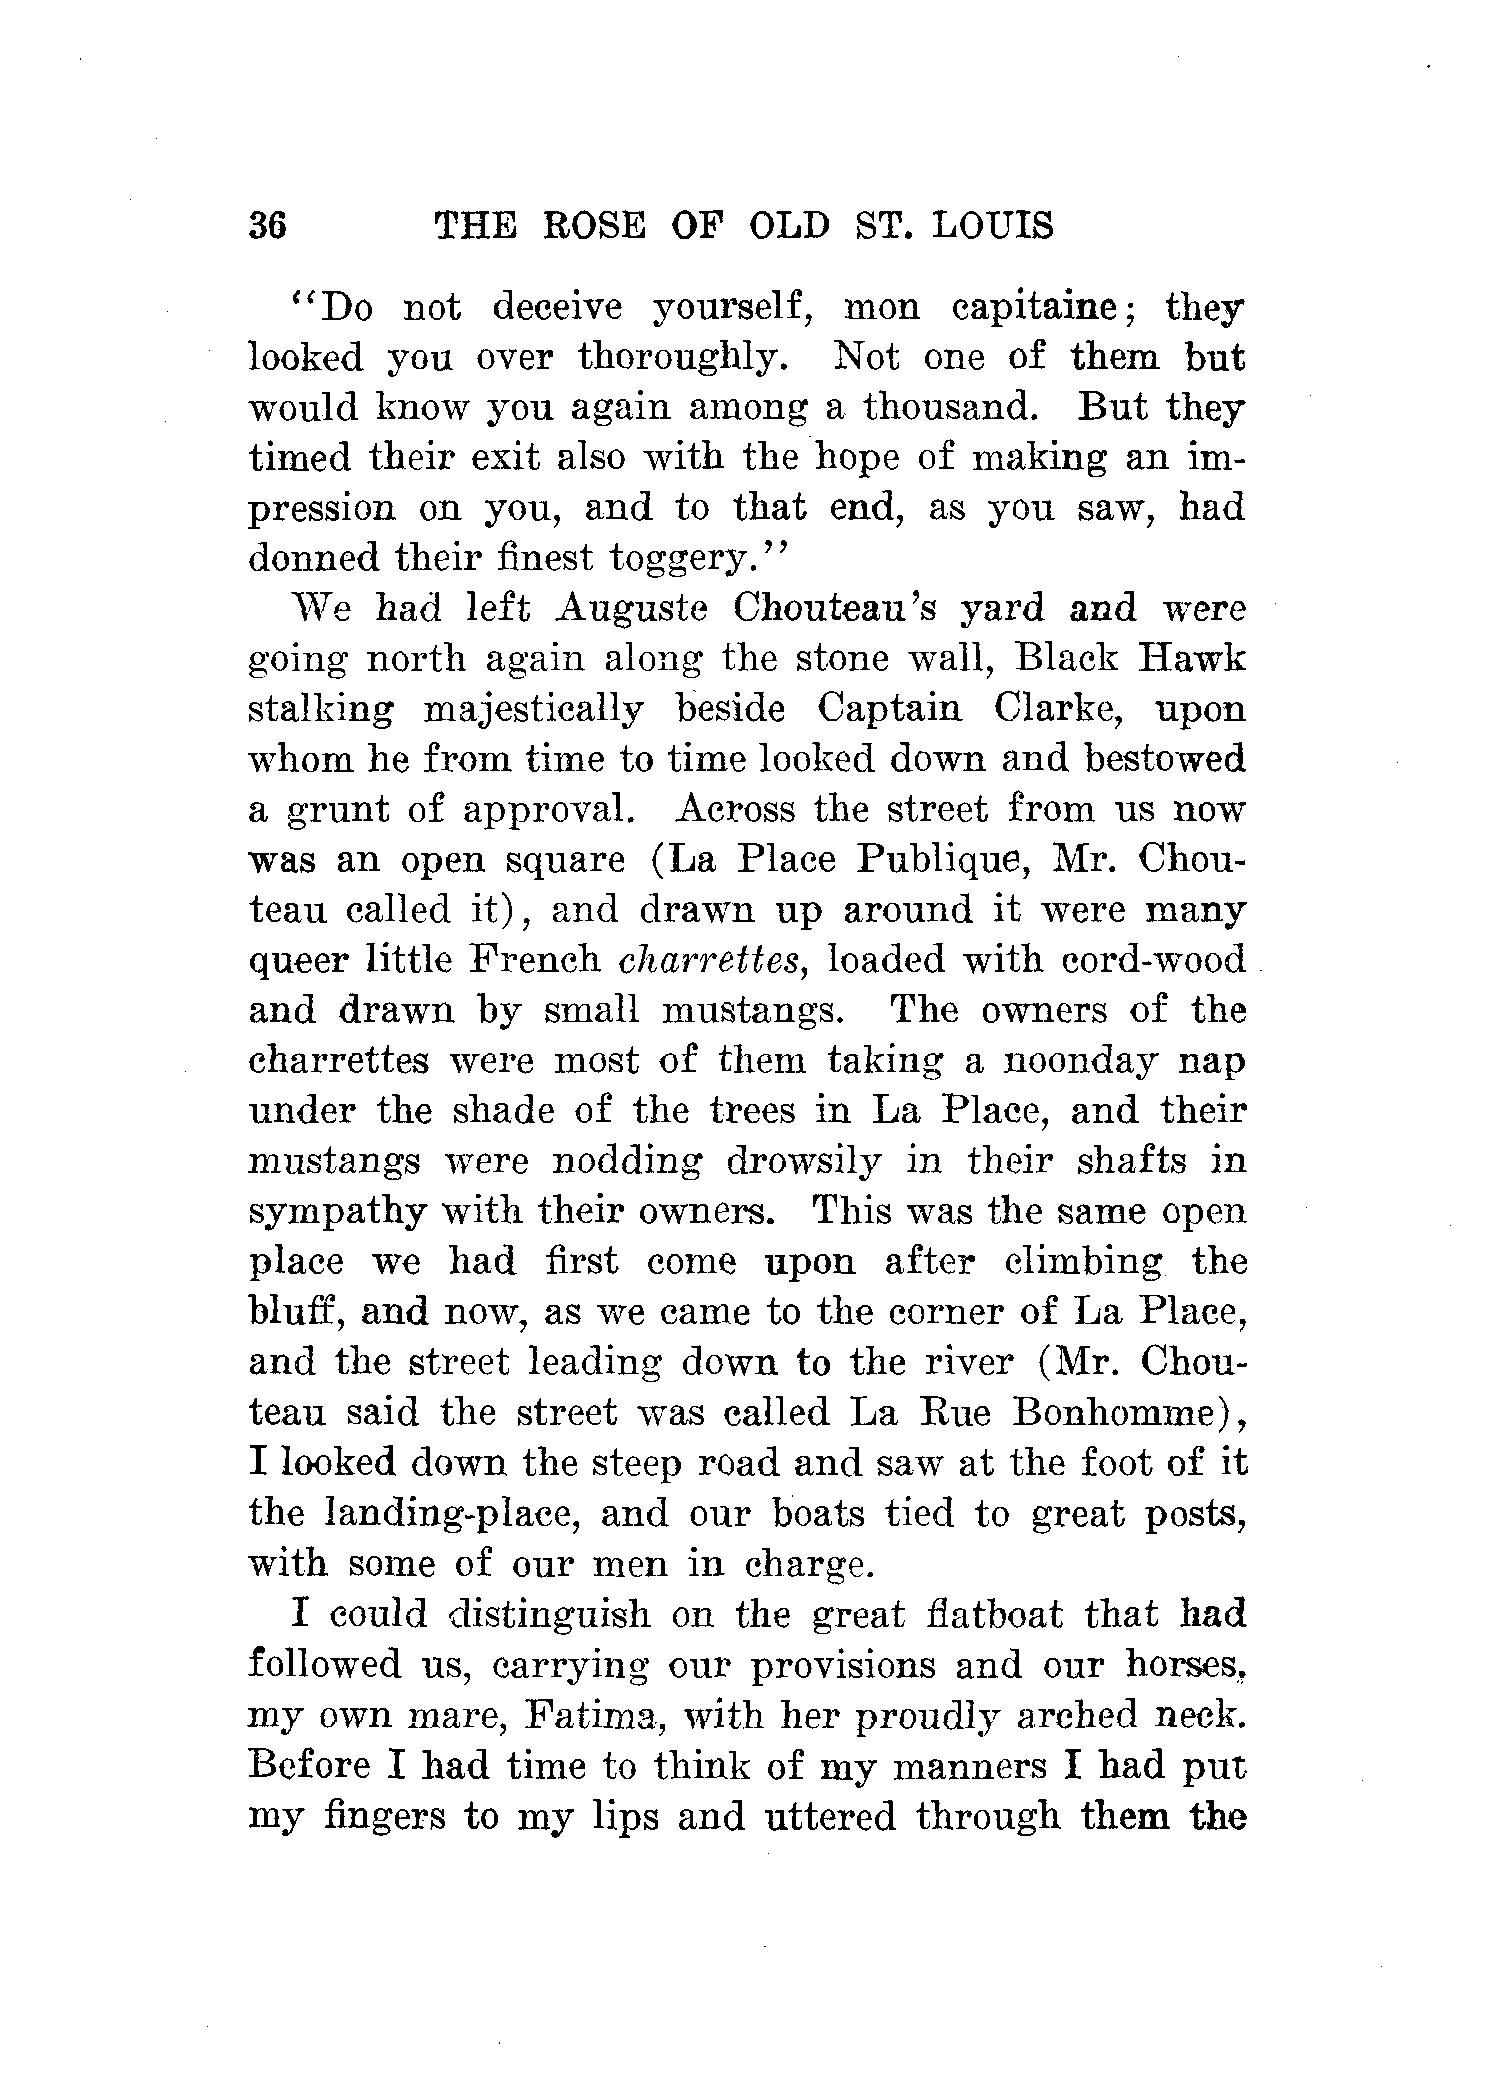 36 THE ROSE OF OLD ST. LOUIS
"Do not deceive yourself, mon capitaine; they
looked you over thoroughly. Not one of them but
would know you again among a thousand. But they
timed their exit also with the hope of making an im-
pression on you, and to that end, as you saw, had
donned their finest toggery."
We had left Auguste Chouteau's yard and were
going north again along the stone wall, Black Hawk
stalking majestically beside Captain Clarke, upon
whom he from time to time looked down and bestowed
a grunt of approval. Across the street from us now
was an open square (La Place Publique, Mr. Chou-
teau called it), and drawn up around it were many
queer little French charrettes, loaded with cord-wood
and drawn by small mustangs. The owners of the
charrettes were most of them taking a noonday nap
under the shade of the trees in La Place, and their
mustangs were nodding drowsily in their shafts in
sympathy with their owners. This was the same open
place we had first come upon after climbing the
bluff, and now, as we came to the corner of La Place,
and the street leading down to the river (Mr. Chou-
teau said the street was called La Rue Bonhomme),
I looked down the steep road and saw at the foot of it
the landing-place, and our boats tied to great posts,
with some of our men in charge.
I could distinguish on the great flatboat that had
followed us, carrying our provisions and our horses,
my own mare, Fatima, with her proudly arched neck.
Before I had time to think of my manners I had put
my fingers to my lips and uttered through them the